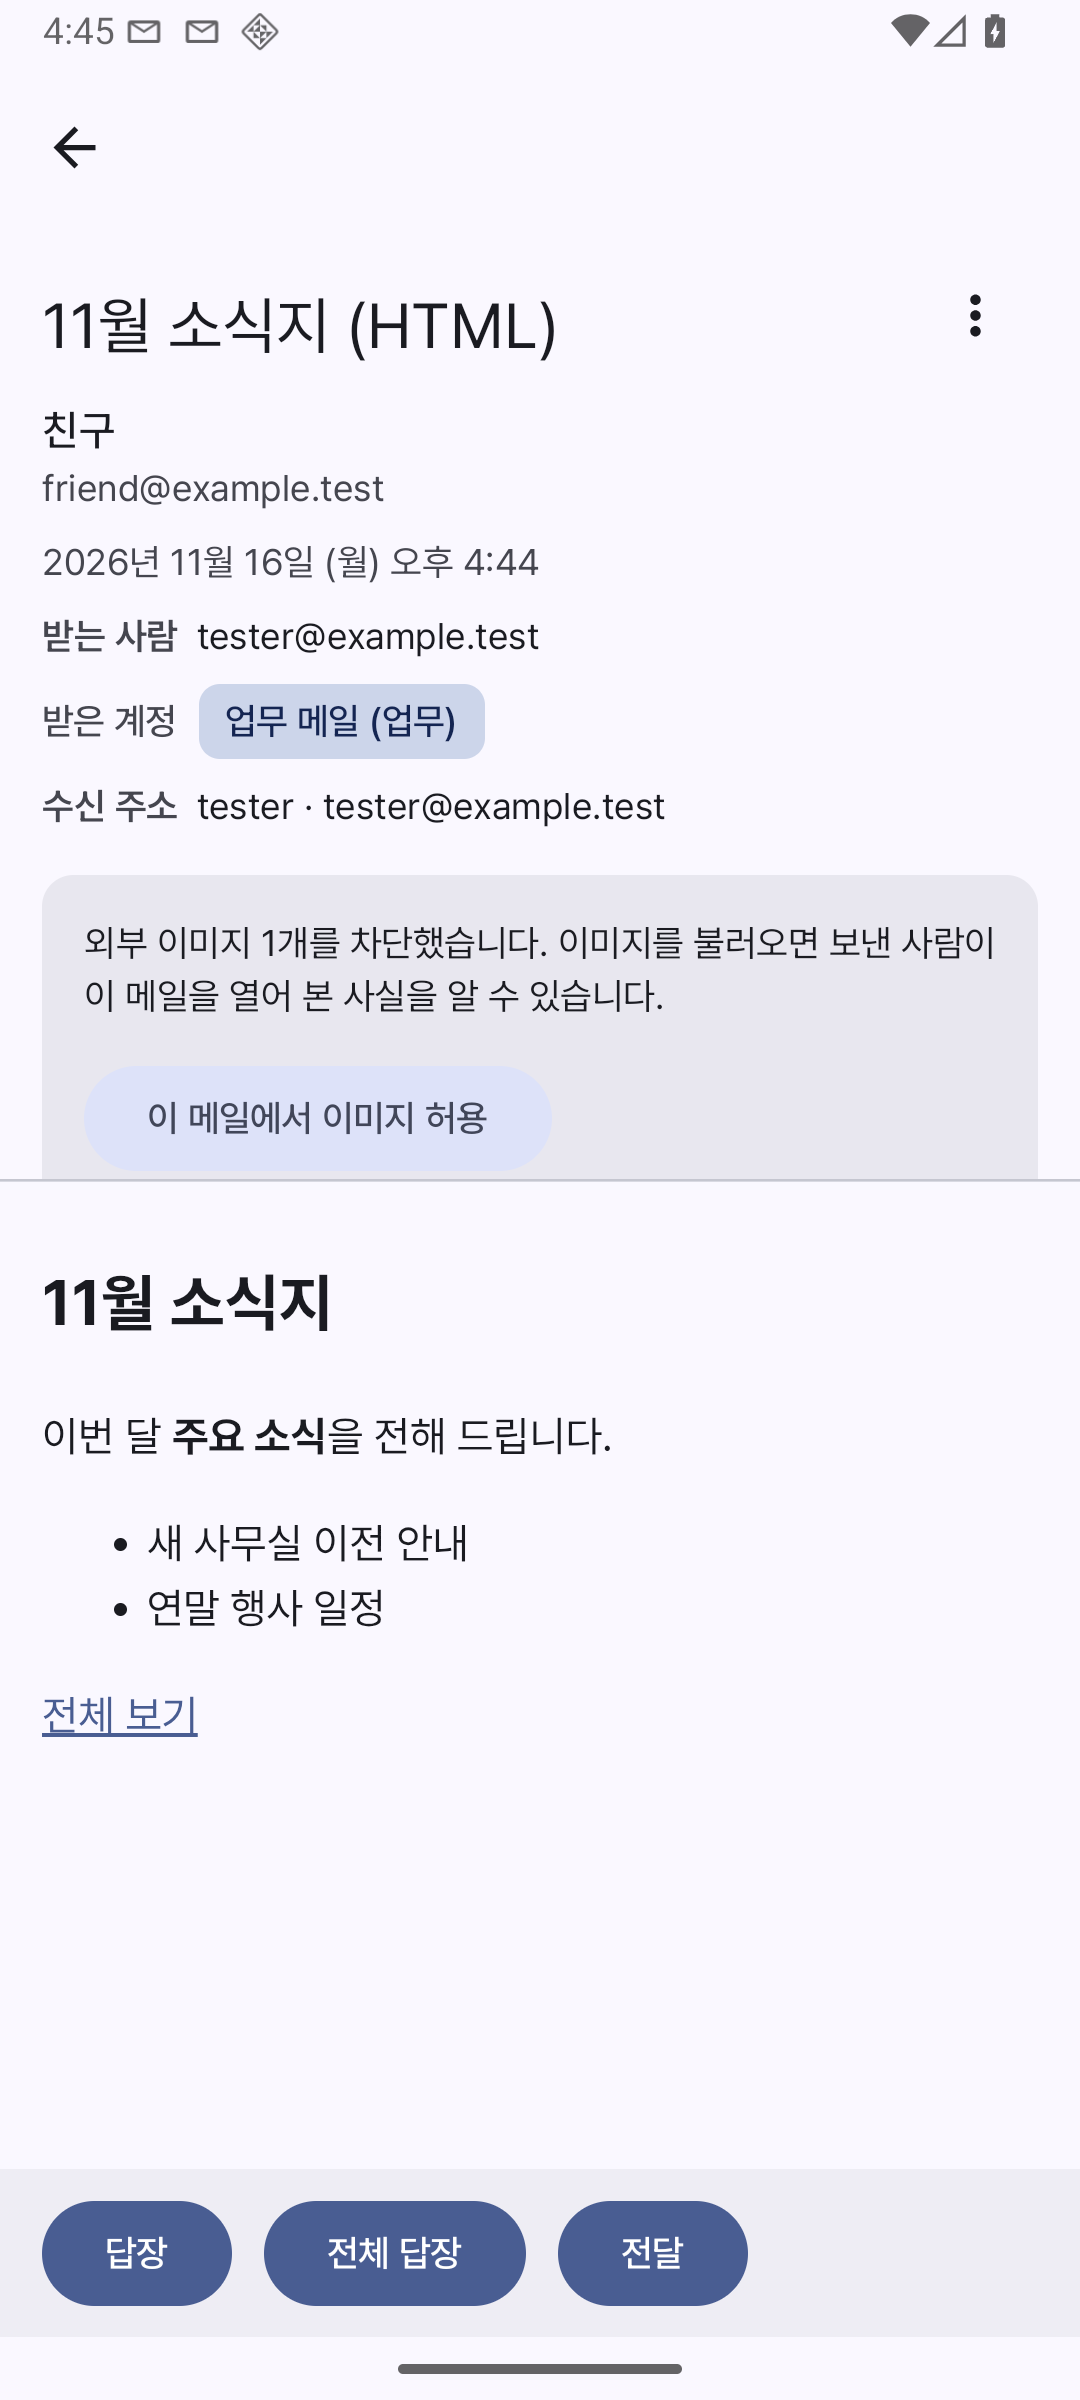 4:45
11월 소식지 (HTML)
친구
friend@example.test
2026년 11월 16일 (월) 오후 4:44
받는 사람 tester@example.test
받은 계정 업무 메일 (업무)
수신 주소 tester · tester@example.test
외부 이미지 1개를 차단했습니다. 이미지를 불러오면 보낸 사람이
이 메일을 열어 본 사실을 알 수 있습니다.
이 메일에서 이미지 허용
11월 소식지
이번 달 주요 소식을 전해 드립니다.
• 새 사무실 이전 안내
• 연말 행사 일정
전체 보기
답장 전체 답장 전달